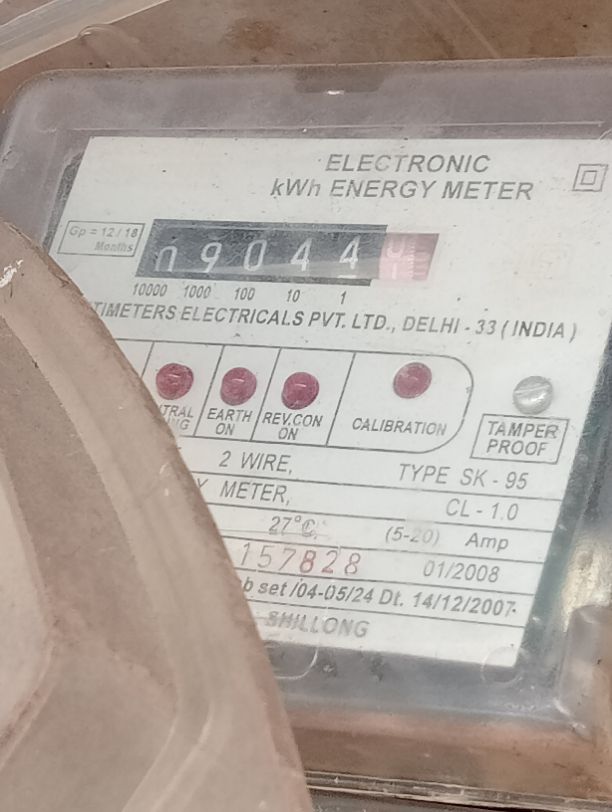 ELECTRONIC
kWh ENERGY METER
Gp = 12 / 18
Months
09044
10000 1000 100 10 1
TIMETERS ELECTRICALS PVT. LTD., DELHI - 33 ( INDIA )
EARTH ON
REV.CON ON
CALIBRATION
TAMPER PROOF
2 WIRE,
TYPE SK - 95
METER,
CL - 1.0
27°C
(5-20) Amp
157828
01/2008
set /04-05/24 Dt. 14/12/2007.
SHILLONG